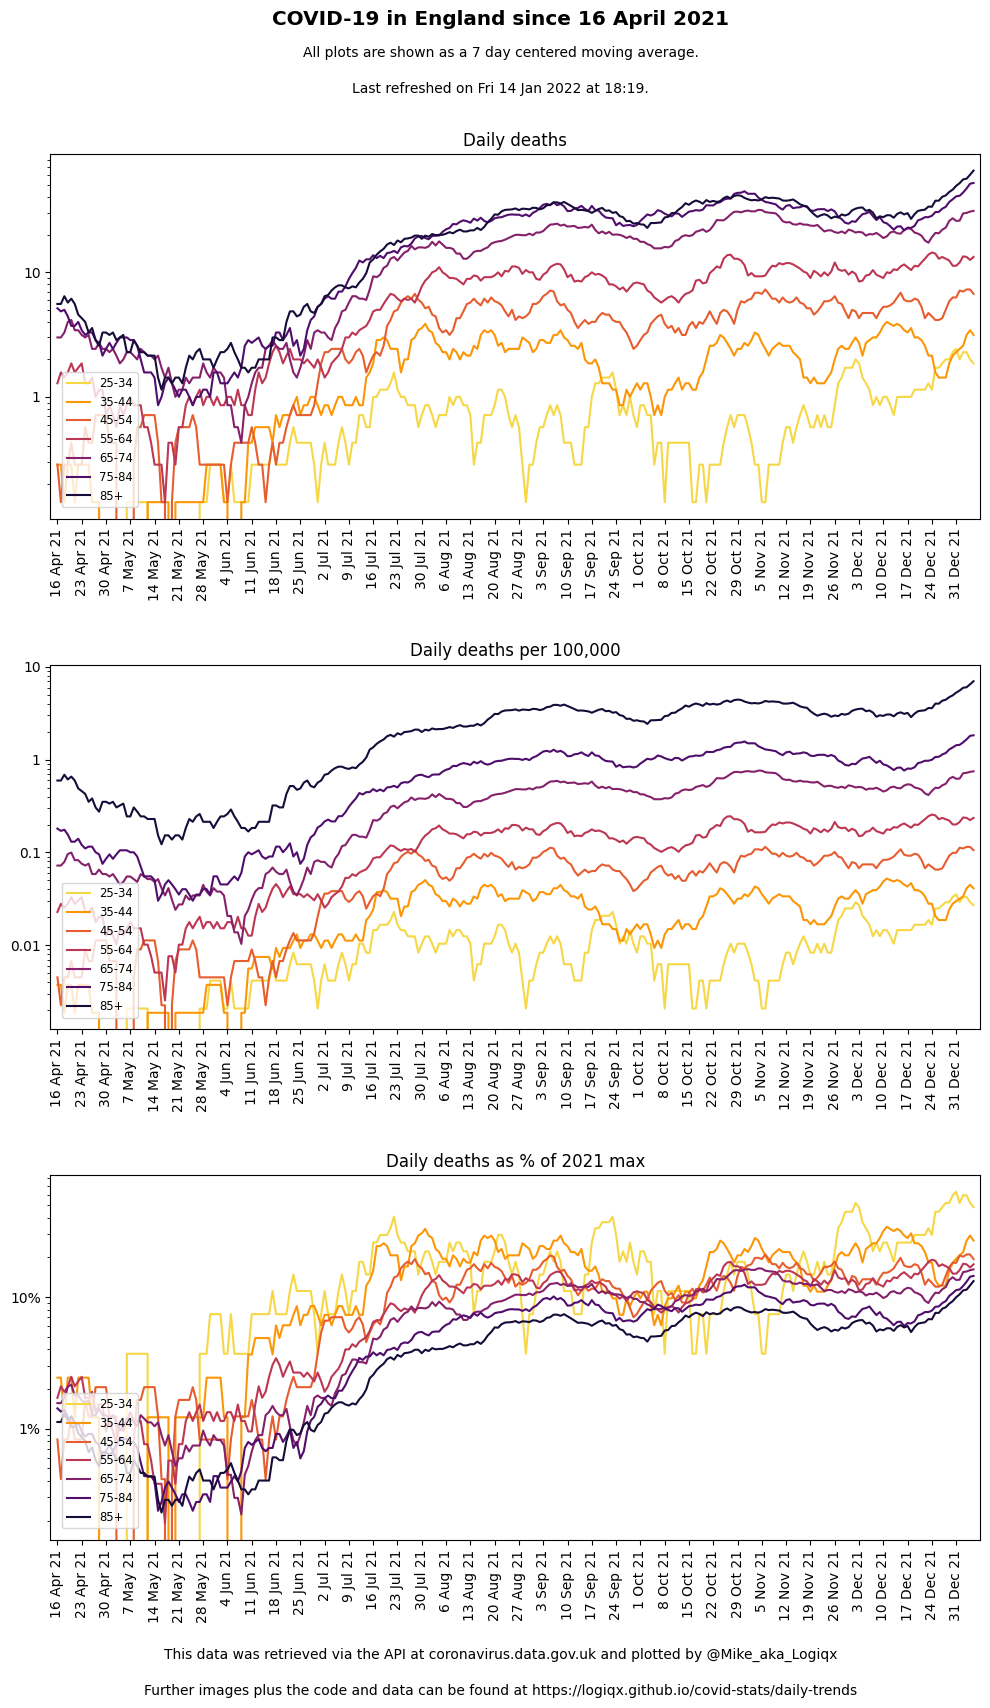 COVID-19 in England since 16 April 2021
All plots are shown as a 7 day centered moving average.
Last refreshed on Fri 14 Jan 2022 at 18:19.
Daily deaths
10
1
25-34
35-44
45-54
55-64
65-74
75-84
85+
16 Apr 21
23 Apr 21
30 Apr 21
7 May 21
14 May 21
21 May 21
28 May 21
4 Jun 21
11 Jun 21
18 Jun 21
25 Jun 21
2 Jul 21
9 Jul 21
16 Jul 21
23 Jul 21
30 Jul 21
6 Aug 21
13 Aug 21
20 Aug 21
27 Aug 21
3 Sep 21
10 Sep 21
17 Sep 21
24 Sep 21
1 Oct 21
8 Oct 21
15 Oct 21
22 Oct 21
29 Oct 21
5 Nov 21
12 Nov 21
19 Nov 21
26 Nov 21
3 Dec 21
10 Dec 21
17 Dec 21
24 Dec 21
31 Dec 21
Daily deaths per 100,000
10
1
0.1
0.01
25-34
35-44
45-54
55-64
65-74
75-84
85+
16 Apr 21
23 Apr 21
30 Apr 21
7 May 21
14 May 21
21 May 21
28 May 21
4 Jun 21
11 Jun 21
18 Jun 21
25 Jun 21
2 Jul 21
9 Jul 21
16 Jul 21
23 Jul 21
30 Jul 21
6 Aug 21
13 Aug 21
20 Aug 21
27 Aug 21
3 Sep 21
10 Sep 21
17 Sep 21
24 Sep 21
1 Oct 21
8 Oct 21
15 Oct 21
22 Oct 21
29 Oct 21
5 Nov 21
12 Nov 21
19 Nov 21
26 Nov 21
3 Dec 21
10 Dec 21
17 Dec 21
24 Dec 21
31 Dec 21
Daily deaths as % of 2021 max
10%
1%
25-34
35-44
45-54
55-64
65-74
75-84
85+
16 Apr 21
23 Apr 21
30 Apr 21
7 May 21
14 May 21
21 May 21
28 May 21
4 Jun 21
11 Jun 21
18 Jun 21
25 Jun 21
2 Jul 21
9 Jul 21
16 Jul 21
23 Jul 21
30 Jul 21
6 Aug 21
13 Aug 21
20 Aug 21
27 Aug 21
3 Sep 21
10 Sep 21
17 Sep 21
24 Sep 21
1 Oct 21
8 Oct 21
15 Oct 21
22 Oct 21
29 Oct 21
5 Nov 21
12 Nov 21
19 Nov 21
26 Nov 21
3 Dec 21
10 Dec 21
17 Dec 21
24 Dec 21
31 Dec 21
This data was retrieved via the API at coronavirus.data.gov.uk and plotted by @Mike_aka_Logiqx
Further images plus the code and data can be found at https://logiqx.github.io/covid-stats/daily-trends